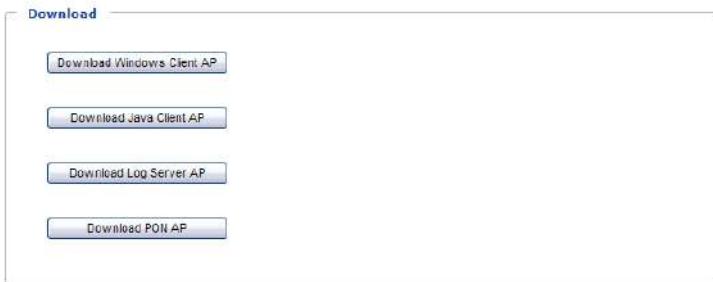 Download
Download Windows Client AP
Download Java Client AP
Download Log Server AP
Download PON AP